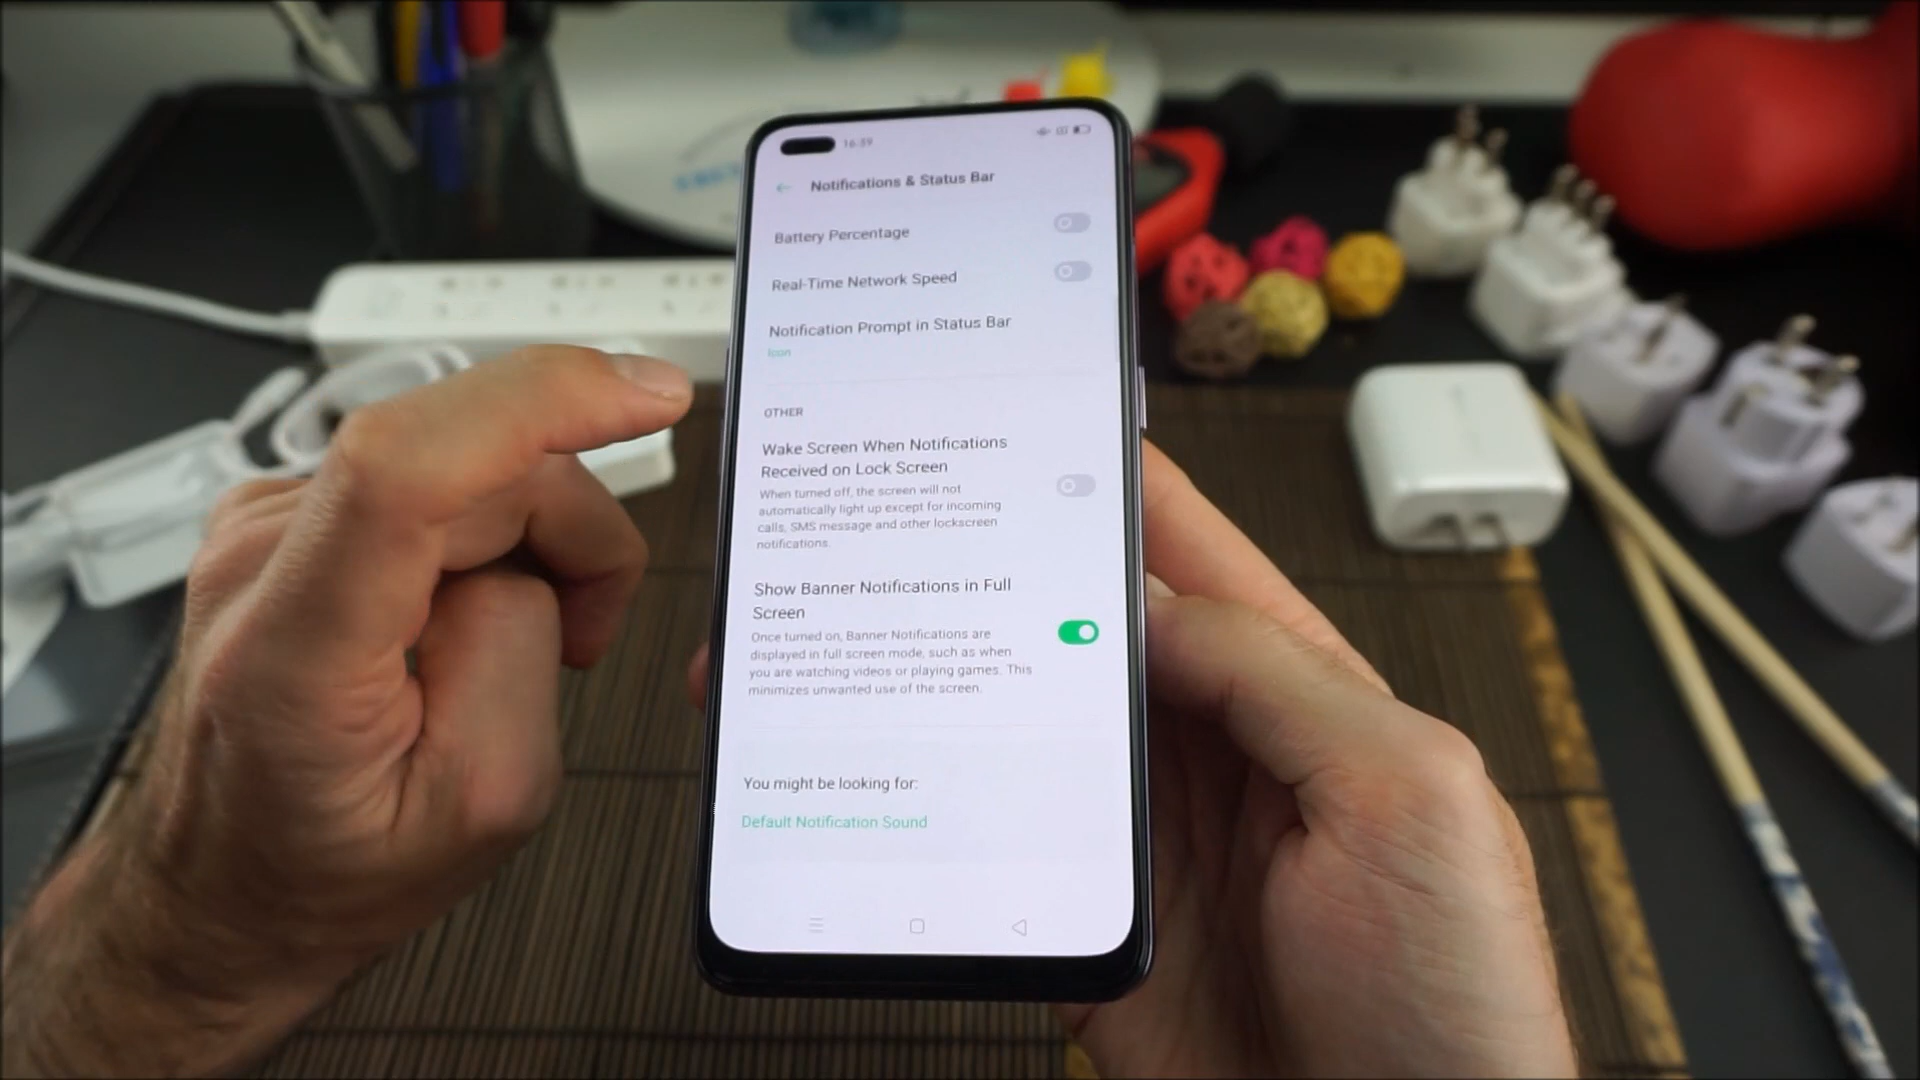 16:59
Notifications & Status Bar
Battery Percentage
Real-Time Network Speed
Notification Prompt in Status Bar
Icon
OTHER
Wake Screen When Notifications
Received on Lock Screen
When turned off, the screen will not
automatically light up except for incoming
calls, SMS message and other lockscreen
notifications.
Show Banner Notifications in Full
Screen
Once turned on, Banner Notifications are
displayed in full screen mode, such as when
you are watching videos or playing games. This
minimizes unwanted use of the screen.
You might be looking for:
Default Notification Sound